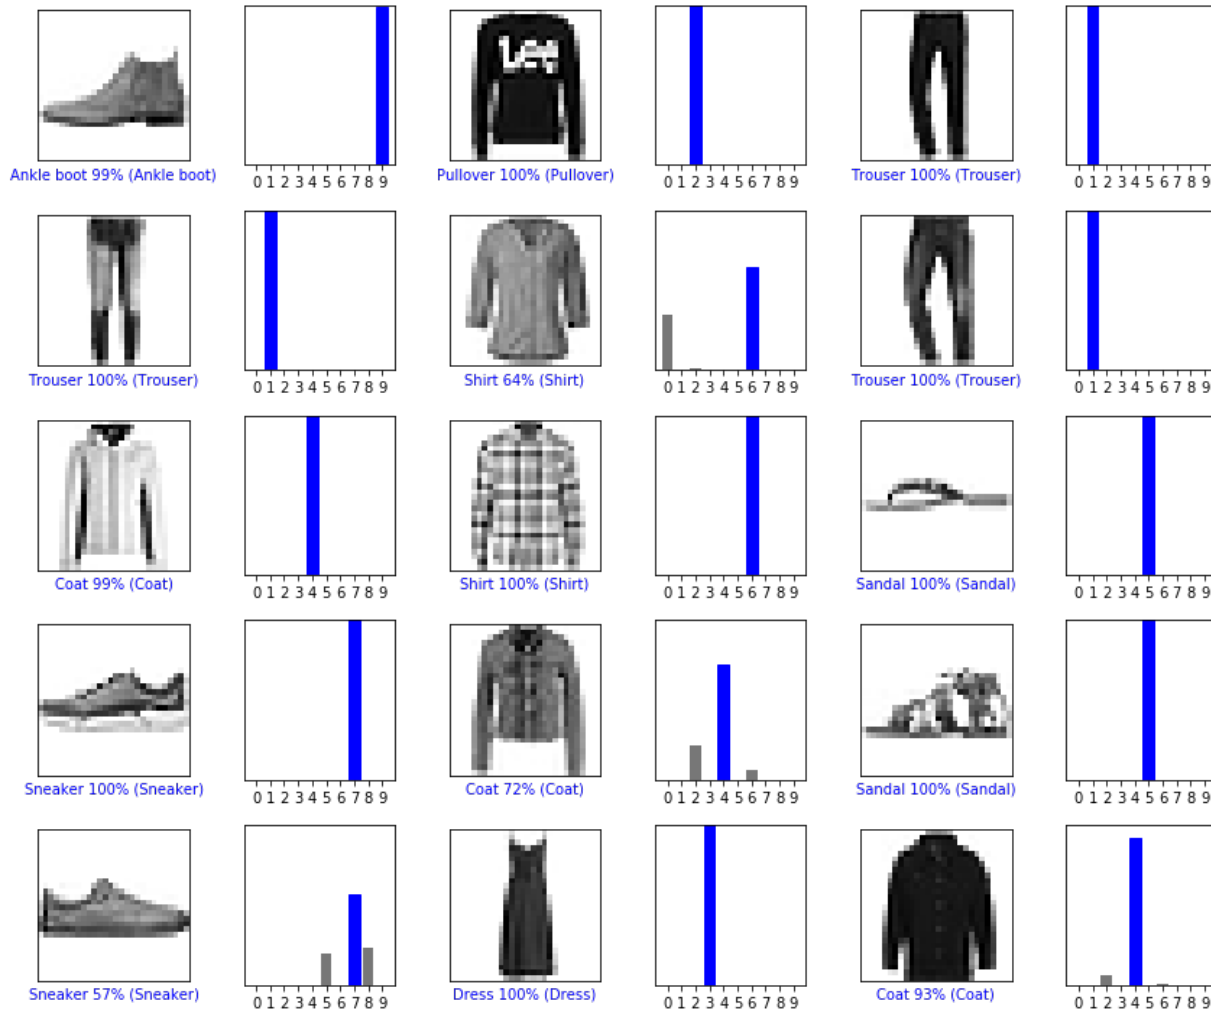 Lee
0 1 2 3 4 5 6 7 8 9
0 1 2 3 4 5 6 7 8 9
0 1 2 3 4 5 6 7 8 9
Ankle boot 99% (Ankle boot)
Pullover 100% (Pullover)
Trouser 100% (Trouser)
0 1 2 3 4 5 6 7 8 9
0 1 2 3 4 5 6 7 8 9
0 1 2 3 4 5 6 7 8 9
Trouser 100% (Trouser)
Shirt 64% (Shirt)
Trouser 100% (Trouser)
0 1 2 3 4 5 6 7 8 9
0 1 2 3 4 5 6 7 8 9
0 1 2 3 4 5 6 7 8 9
Coat 99% (Coat)
Shirt 100% (Shirt)
Sandal 100% (Sandal)
0 1 2 3 4 5 6 7 8 9
0 1 2 3 4 5 6 7 8 9
0 1 2 3 4 5 6 7 8 9
Sneaker 100% (Sneaker)
Coat 72% (Coat)
Sandal 100% (Sandal)
0 1 2 3 4 5 6 7 8 9
0 1 2 3 4 5 6 7 8 9
0 1 2 3 4 5 6 7 8 9
Sneaker 57% (Sneaker)
Dress 100% (Dress)
Coat 93% (Coat)